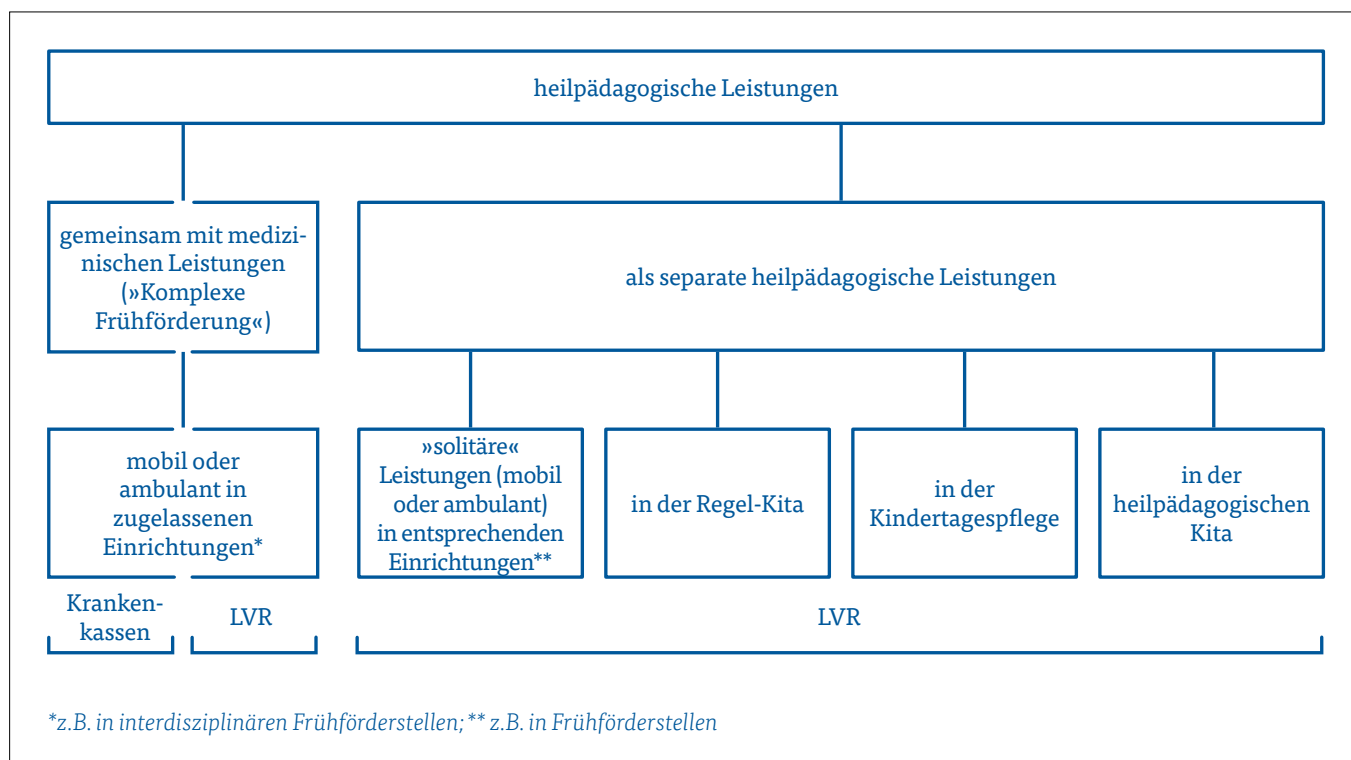 heilpädagogische Leistungen
gemeinsam mit medizi-
nischen Leistungen
(»Komplexe
Frühförderung«)
als separate heilpädagogische Leistungen
mobil oder
ambulant in
zugelassenen
Einrichtungen*
»solitäre«
Leistungen (mobil
oder ambulant)
in entsprechenden
Einrichtungen**
in der Regel-Kita
in der
Kindertagespflege
in der
heilpädagogischen
Kita
Kranken-
kassen
LVR
LVR
*z.B. in interdisziplinären Frühförderstellen; ** z.B. in Frühförderstellen